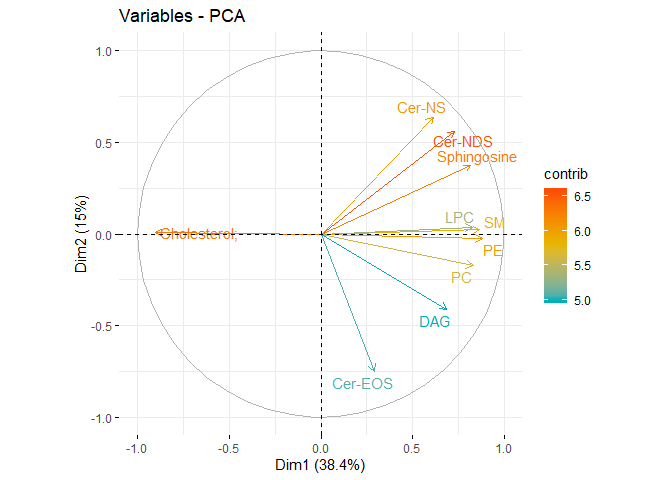 Variables - PCA
1.0
0.5
0.0
-0.5
-1.0
Dim2 (15%)
Cer-NS
Cer-NDS
Sphingosine
LPC
SM
Cholesterol;
PE
PC
DAG
Cer-EOS
-1.0
-0.5
0.0
0.5
1.0
Dim1 (38.4%)
contrib
6.5
6.0
5.5
5.0